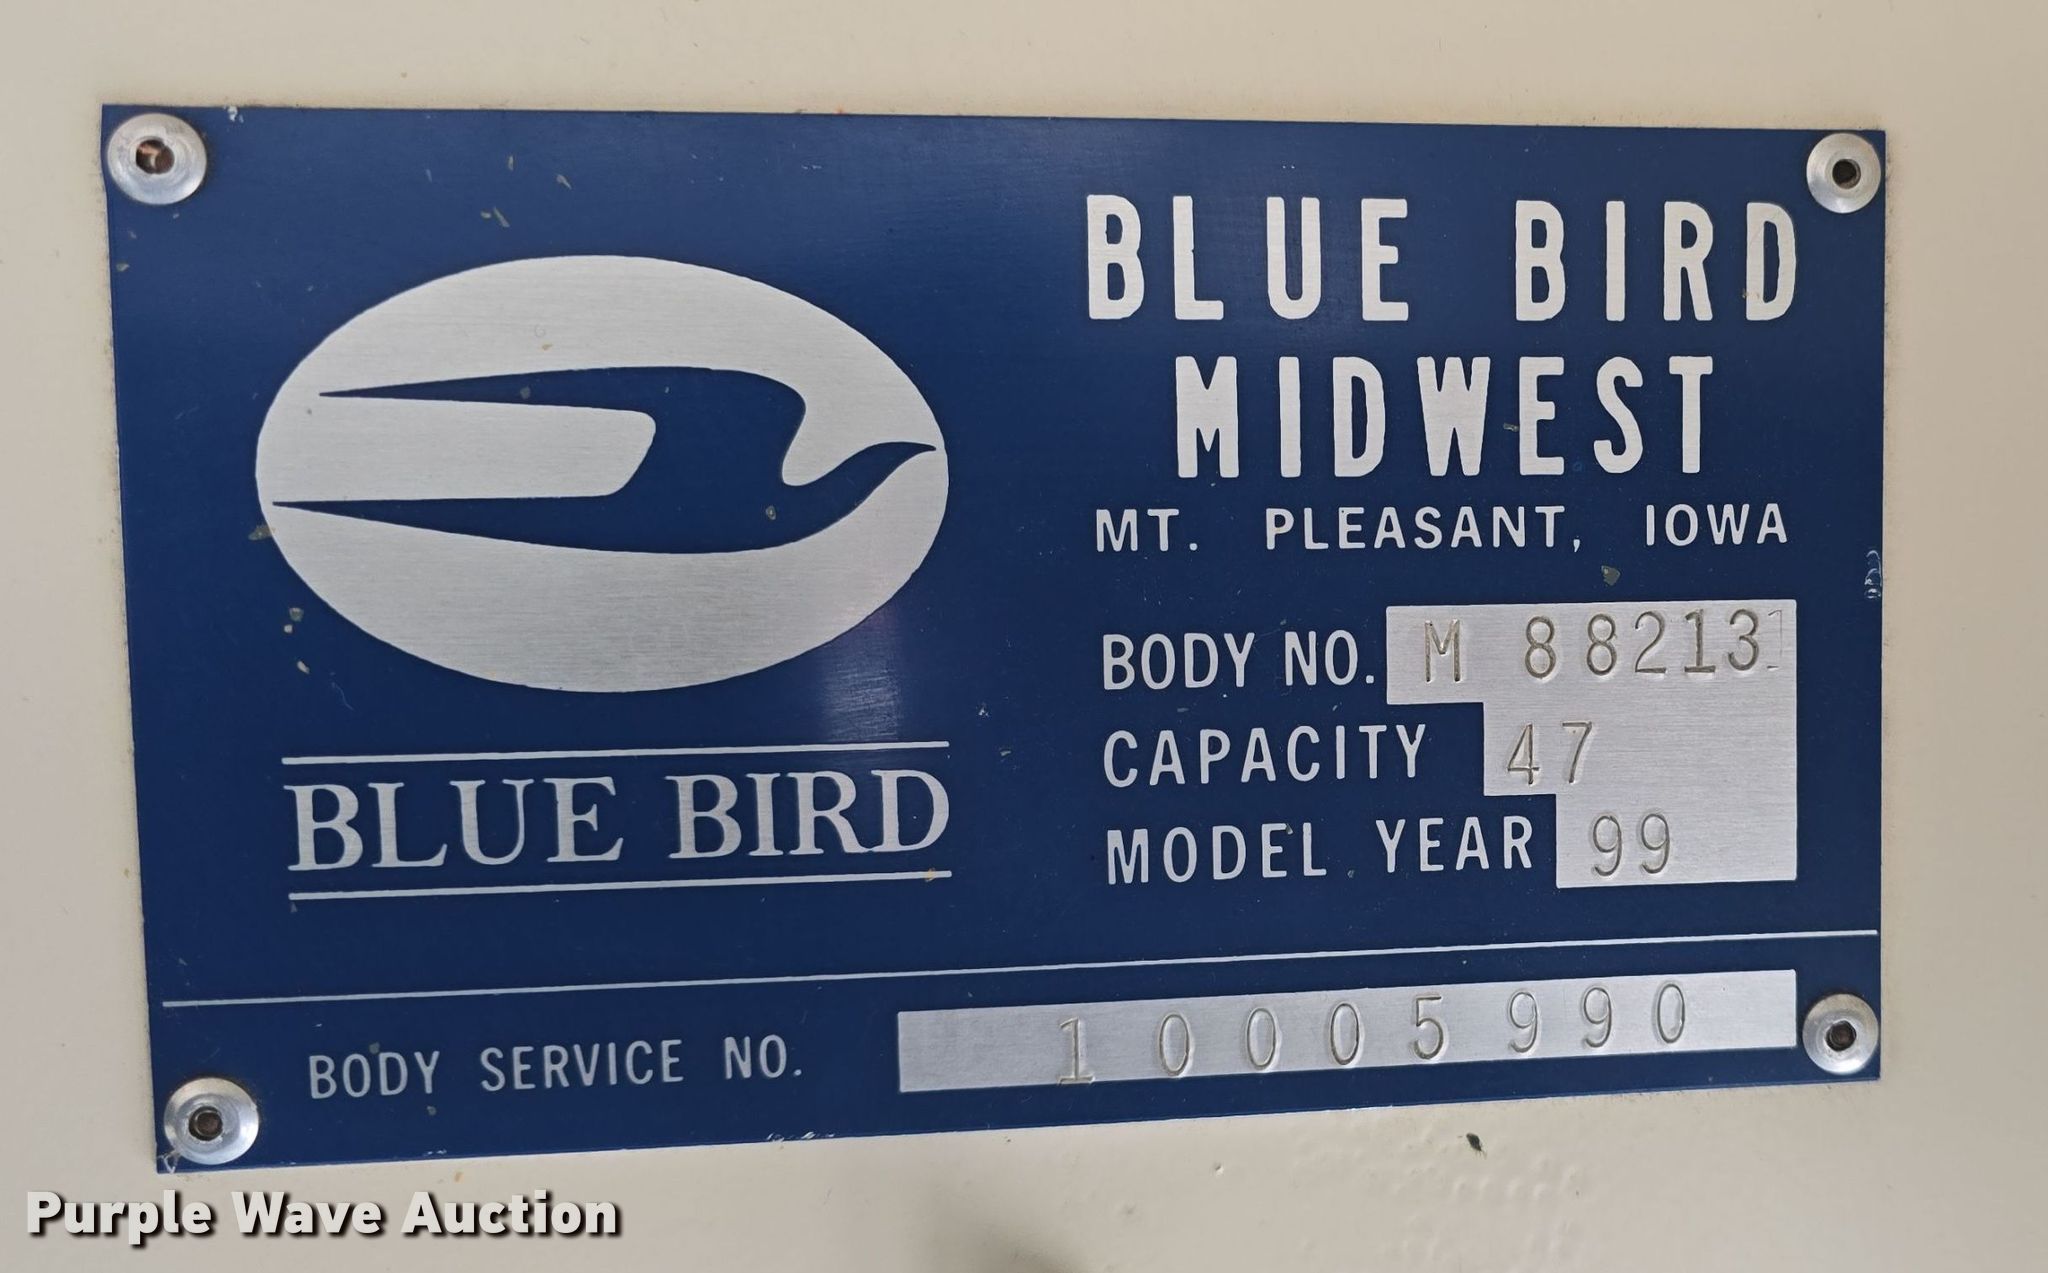 BLUE BIRD
MIDWEST
MT. PLEASANT, IOWA
BODY NO. M 88213
CAPACITY 47
MODEL YEAR 99
BLUE BIRD
BODY SERVICE NO. 10005990
Purple Wave Auction